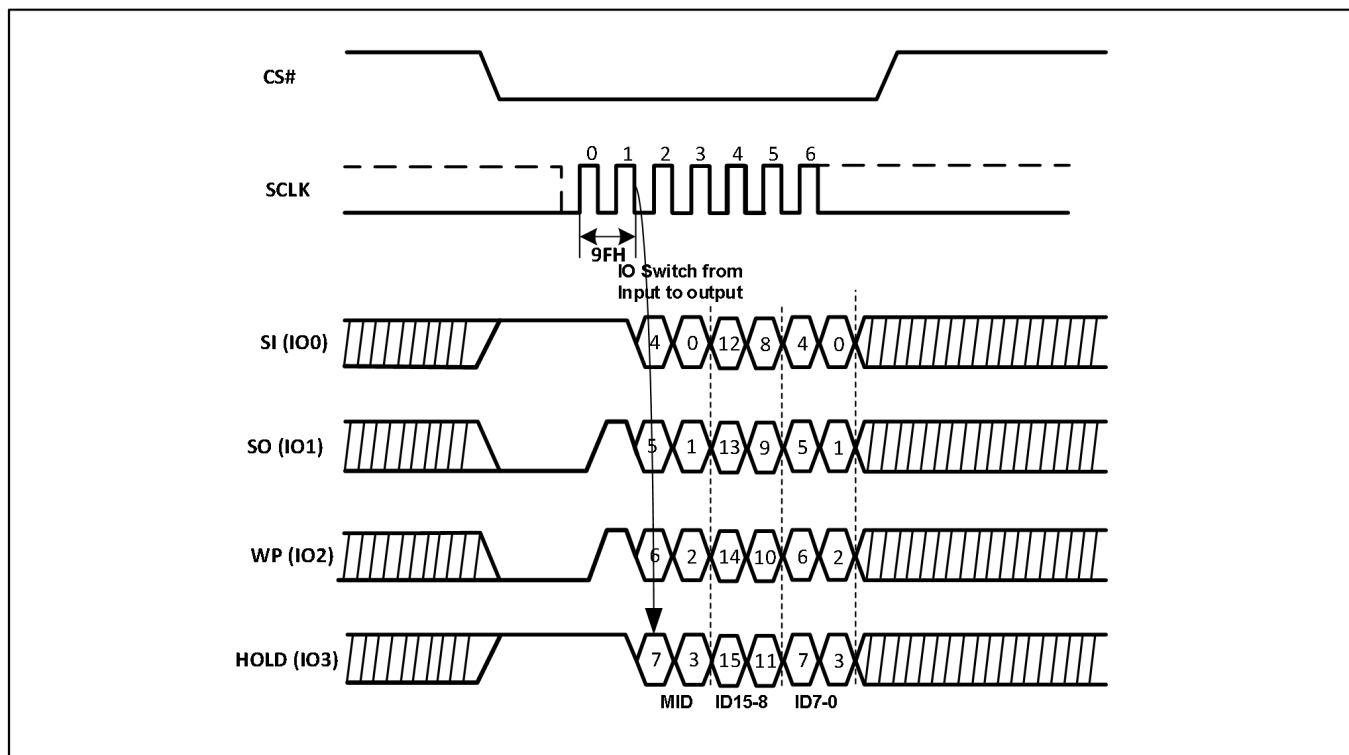 CS#
0 1 2 3 4 5 6
SCLK
9FH
IO Switch from
Input to output
SI (IO0)
4 0 12 8 4 0
SO (IO1)
5 1 13 9 5 1
WP (IO2)
6 2 14 10 6 2
HOLD (IO3)
7 3 15 11 7 3
MID ID15-8 ID7-0